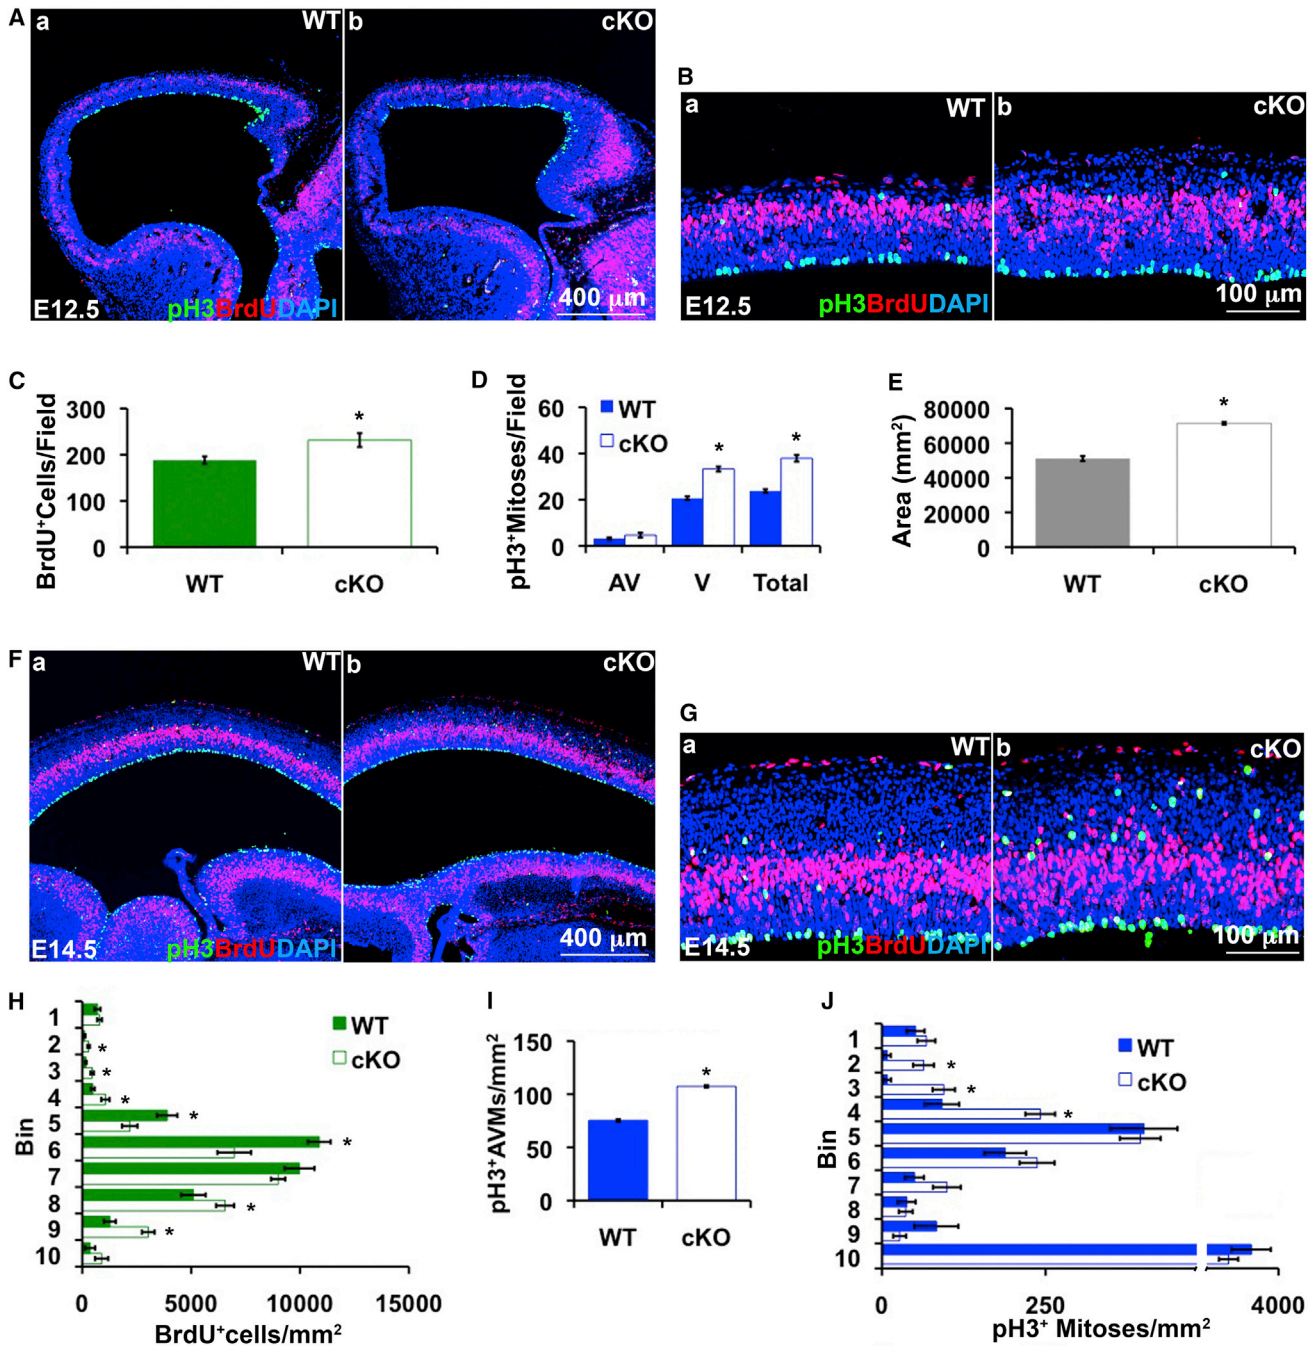 A
a WT
b cKO
E12.5 pH3BrdUDAPI
400 µm
B
a WT
b cKO
E12.5 pH3BrdUDAPI
100 µm
C
BrdU⁺Cells/Field
300
200
100
0
*
WT cKO
D
pH3⁺Mitoses/Field
60
40
20
0
WT
cKO
* *
AV V Total
E
Area (mm²)
80000
60000
40000
20000
0
*
WT cKO
F
a WT
b cKO
E14.5 pH3BrdUDAPI
400 µm
G
a WT
b cKO
E14.5 pH3BrdUDAPI
100 µm
H
Bin
1
2 *
3 *
4 *
5 *
6 *
7
8 *
9 *
10
WT
cKO
0 5000 10000 15000
BrdU⁺cells/mm²
I
pH3⁺AVMs/mm²
150
100
50
0
*
WT cKO
J
Bin
1
2 *
3 *
4 *
5
6
7
8
9
10
WT
cKO
0 250 4000
pH3⁺ Mitoses/mm²